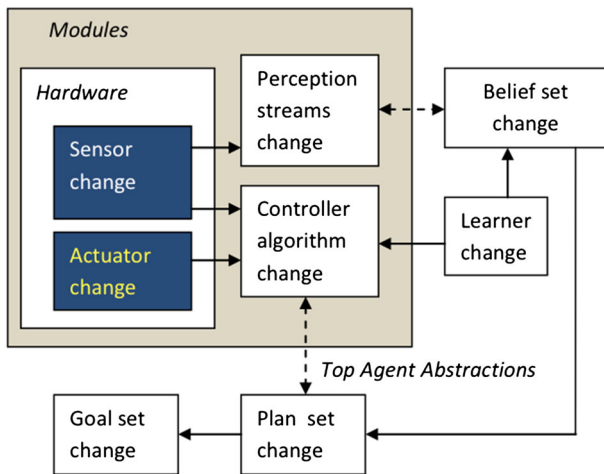 Modules
Hardware
Sensor
change
Actuator
change
Perception
streams
change
Controller
algorithm
change
Belief set
change
Learner
change
Top Agent Abstractions
Goal set
change
Plan set
change